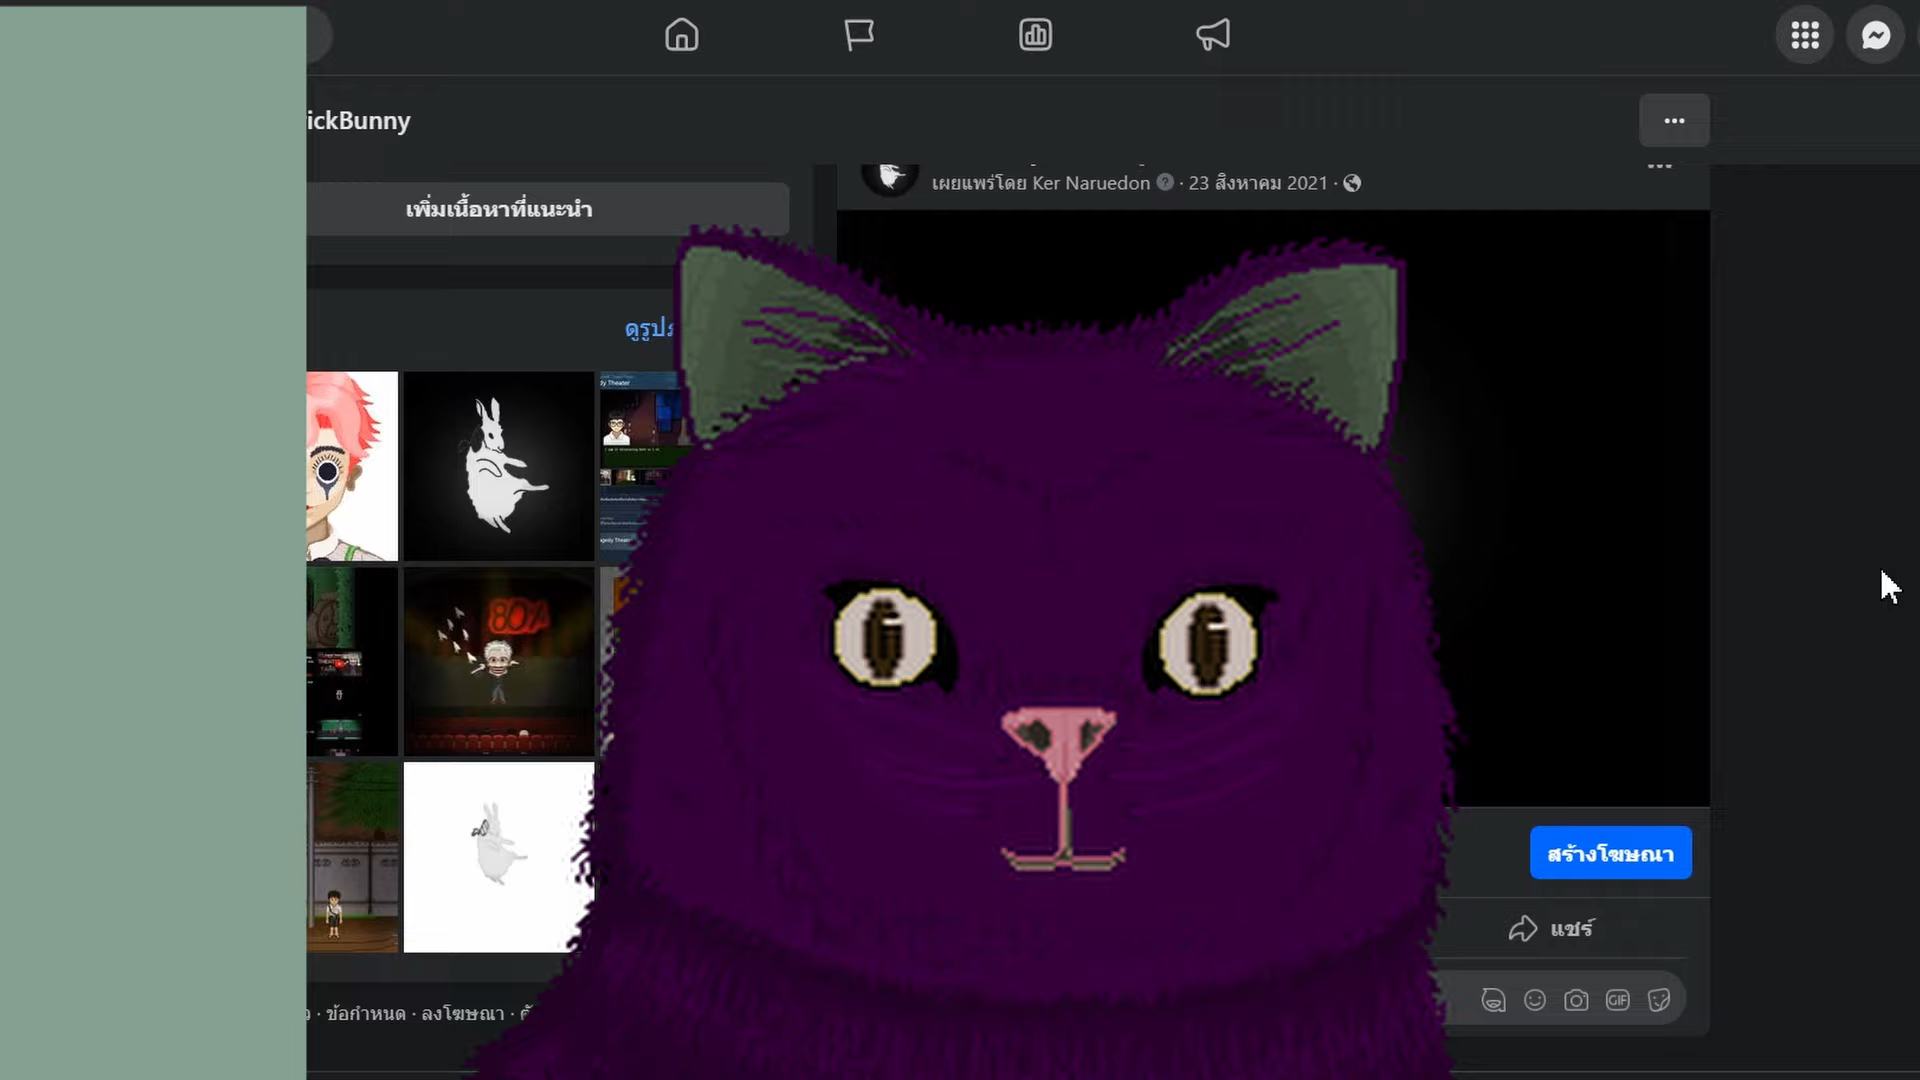 ickBunny
เผยแพร่โดย Ker Naruedon · 23 สิงหาคม 2021 ·
เพิ่มเนื้อหาที่แนะนำ
ดูรูป
80%
สร้างโฆษณา
แชร์
· ข้อกำหนด · ลงโฆษณา ·
GIF